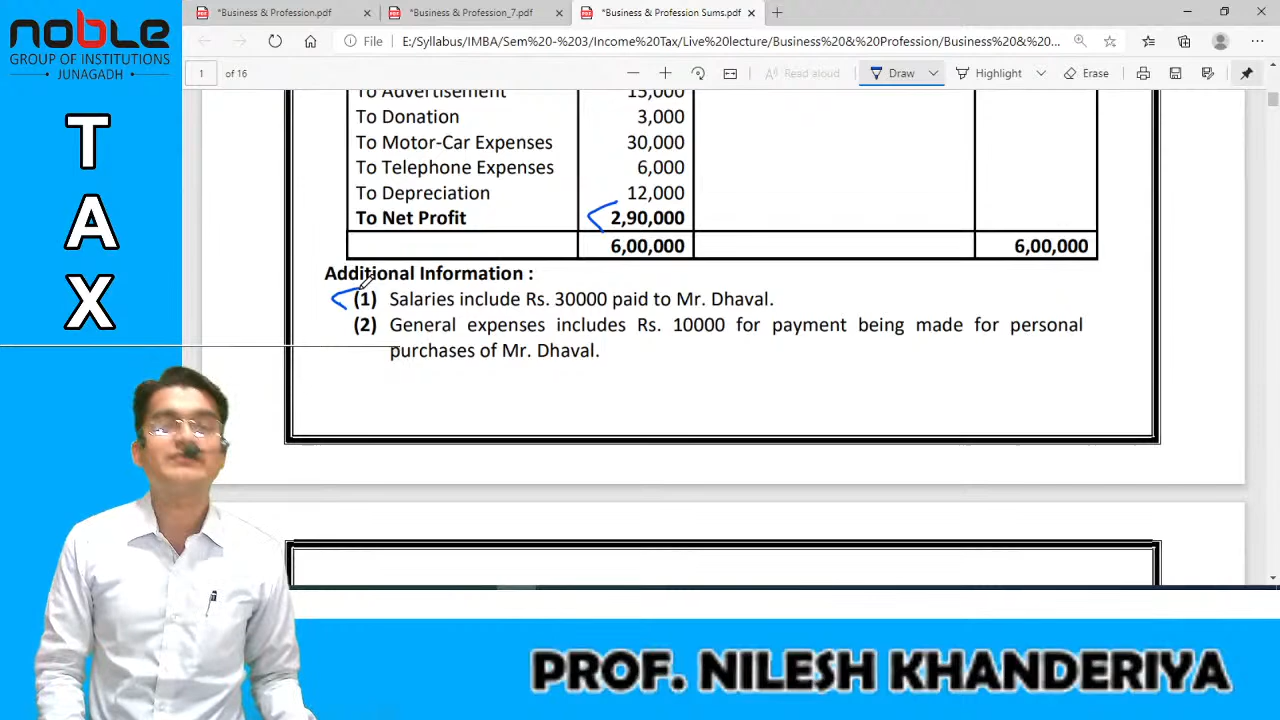 noble
GROUP OF INSTITUTIONS
JUNAGADH
T
A
X
*Business & Profession.pdf
*Business & Profession_7.pdf
*Business & Profession Sums.pdf
File
E:/Syllabus/IMBA/Sem%20-%203/Income%20Tax/Live%20lecture/Business%20&%20Profession/Business%20&%20...
1 of 16
Read aloud
Draw
Highlight
Erase
To Advertisement 15,000
To Donation 3,000
To Motor-Car Expenses 30,000
To Telephone Expenses 6,000
To Depreciation 12,000
To Net Profit 2,90,000
6,00,000 6,00,000
Additional Information :
(1) Salaries include Rs. 30000 paid to Mr. Dhaval.
(2) General expenses includes Rs. 10000 for payment being made for personal
purchases of Mr. Dhaval.
PROF. NILESH KHANDERIYA